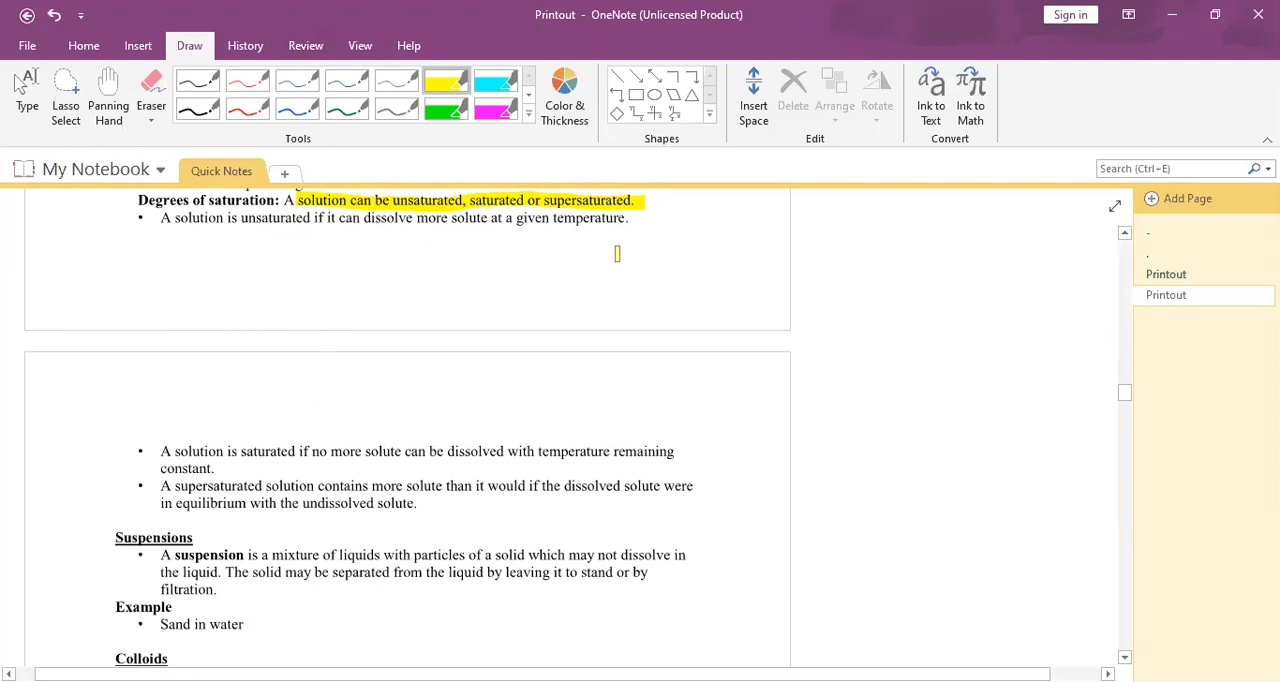 Printout - OneNote (Unlicensed Product)
Sign in
File Home Insert Draw History Review View Help
Type
Lasso Select
Panning Hand
Eraser
Color & Thickness
Insert Space
Delete
Arrange
Rotate
Ink to Text
Ink to Math
Tools
Shapes
Edit
Convert
My Notebook
Quick Notes
Search (Ctrl+E)
Add Page
-
.
Printout
Printout
Degrees of saturation: A solution can be unsaturated, saturated or supersaturated.
• A solution is unsaturated if it can dissolve more solute at a given temperature.
• A solution is saturated if no more solute can be dissolved with temperature remaining
constant.
• A supersaturated solution contains more solute than it would if the dissolved solute were
in equilibrium with the undissolved solute.
Suspensions
• A suspension is a mixture of liquids with particles of a solid which may not dissolve in
the liquid. The solid may be separated from the liquid by leaving it to stand or by
filtration.
Example
• Sand in water
Colloids